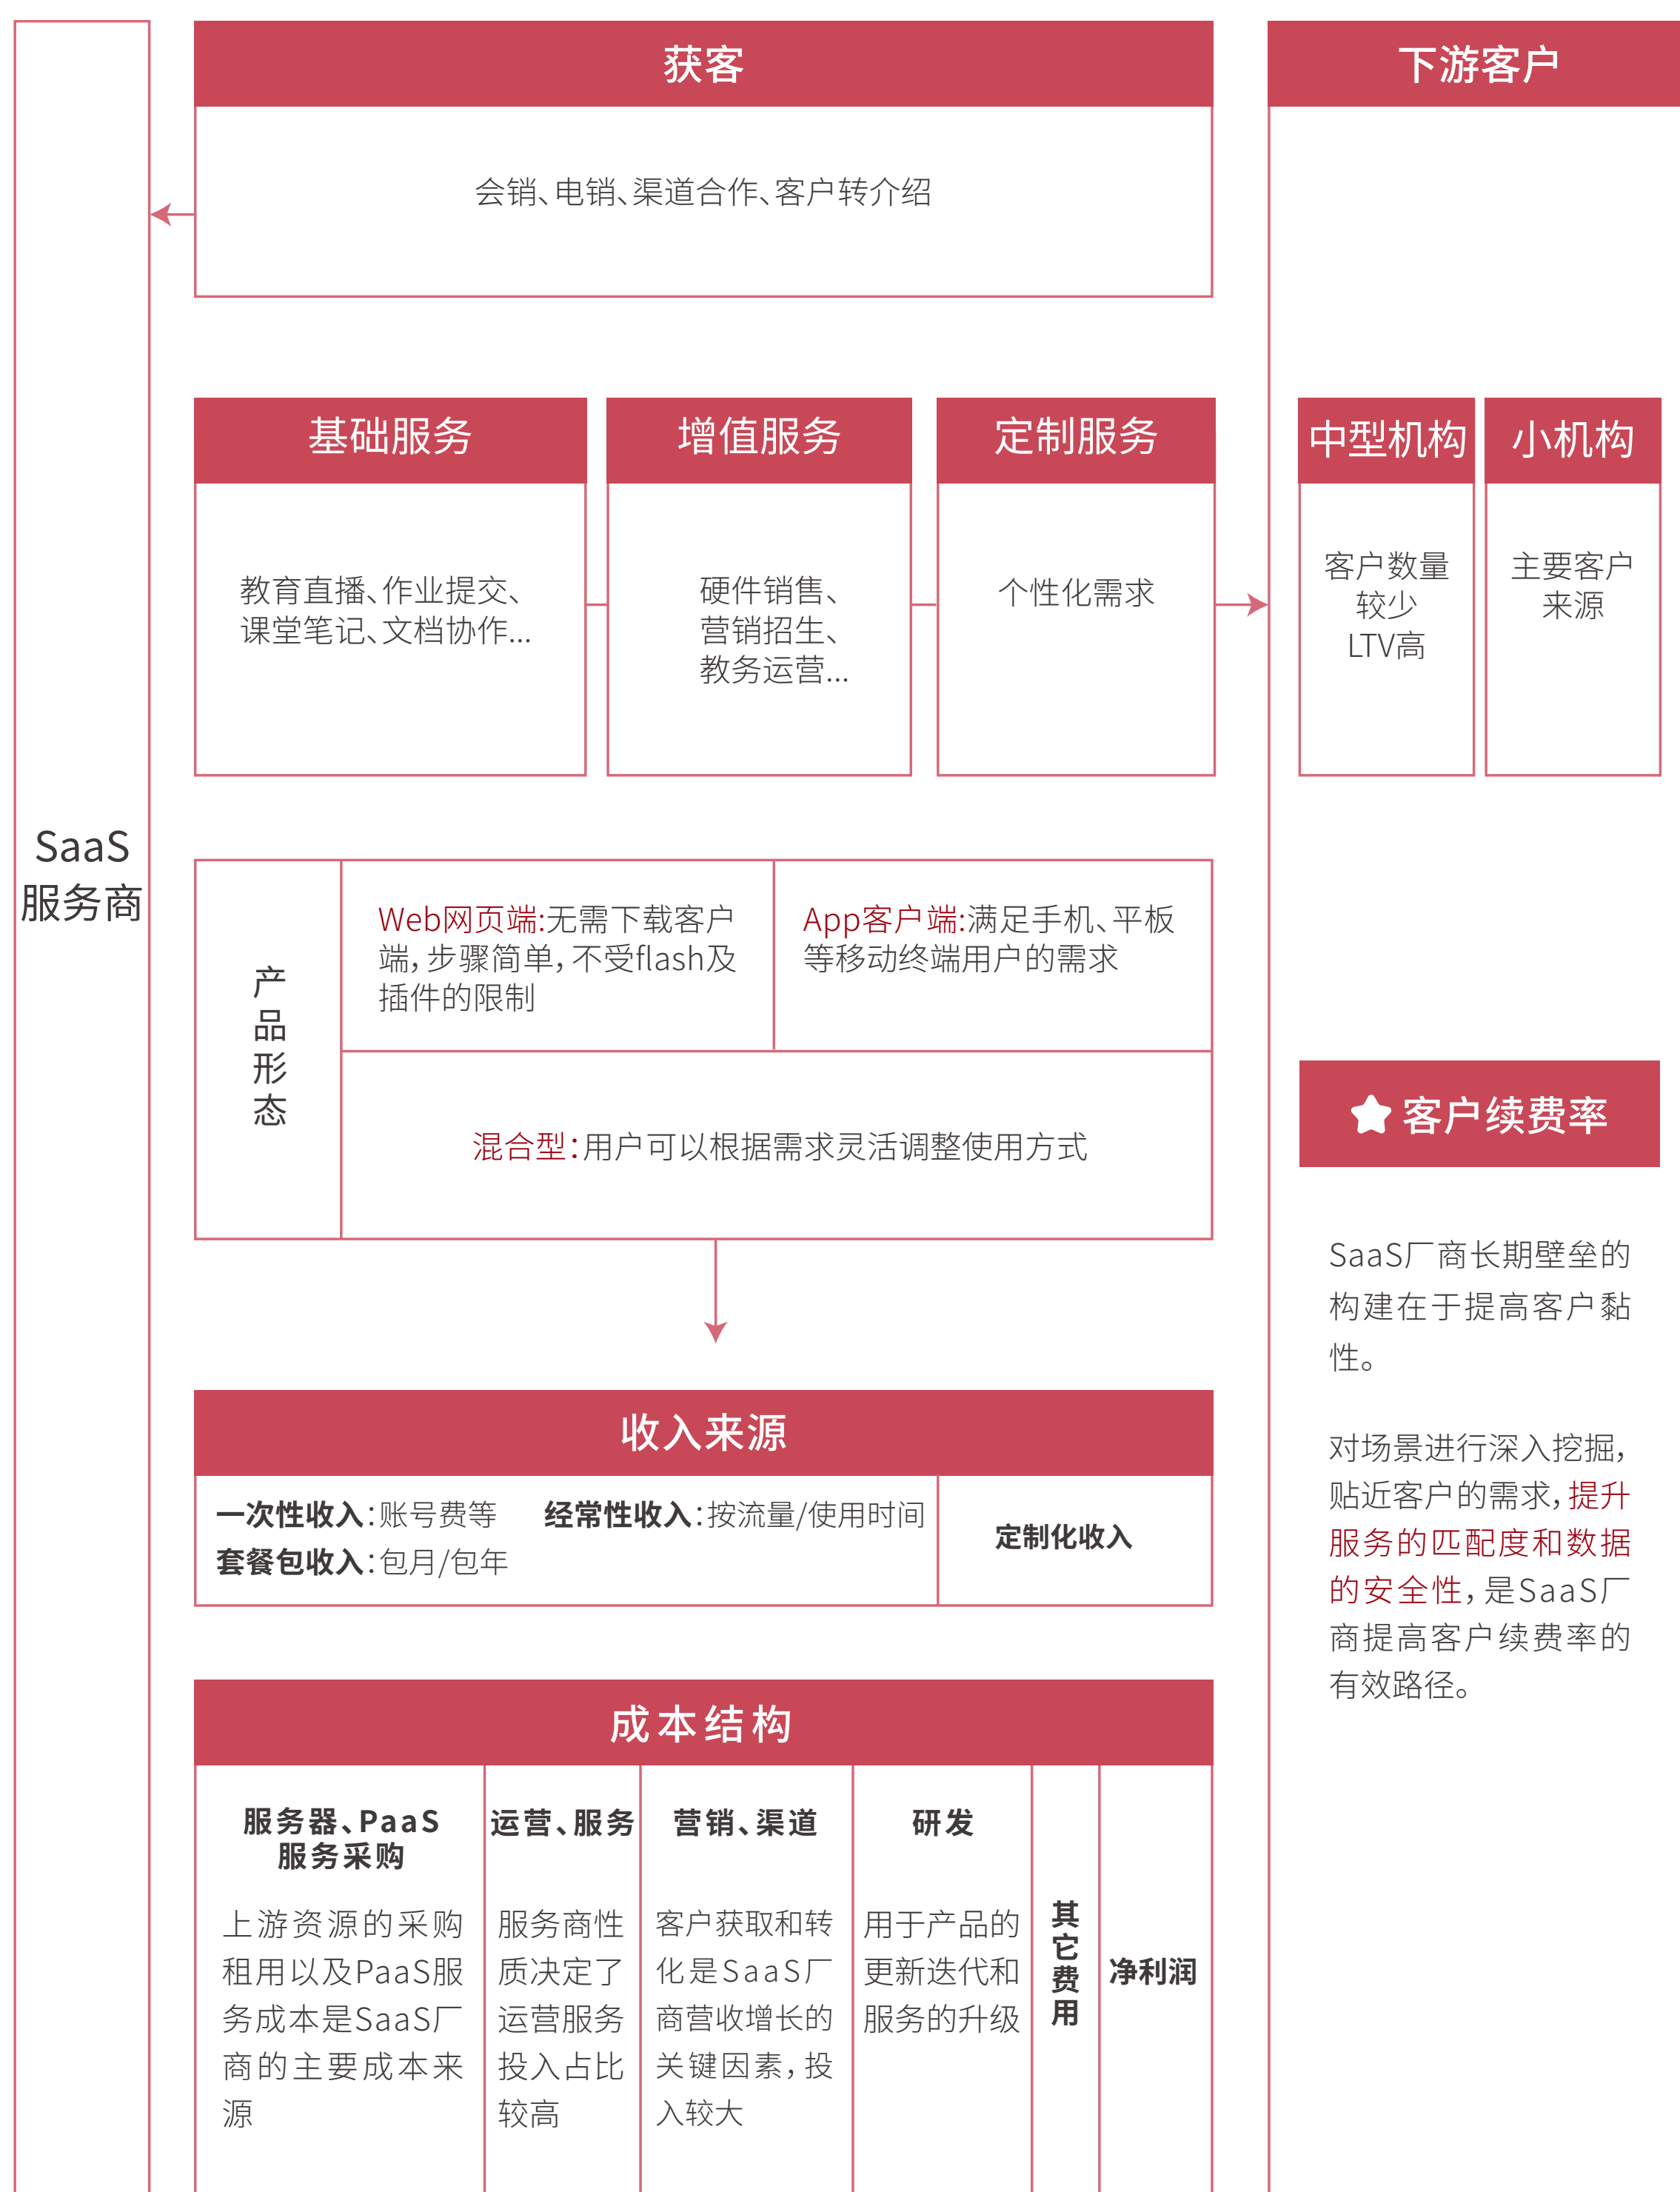 SaaS
服务商
获客
会销、电销、渠道合作、客户转介绍
基础服务
教育直播、作业提交、
课堂笔记、文档协作...
增值服务
硬件销售、
营销招生、
教务运营...
定制服务
个性化需求
产
品
形
态
Web网页端:无需下载客户
端，步骤简单，不受flash及
插件的限制
App客户端:满足手机、平板
等移动终端用户的需求
混合型：用户可以根据需求灵活调整使用方式
收入来源
一次性收入：账号费等
经常性收入：按流量/使用时间
套餐包收入：包月/包年
定制化收入
成本结构
服务器、PaaS
服务采购
上游资源的采购
租用以及PaaS服
务成本是SaaS厂
商的主要成本来
源
运营、服务
服务商性
质决定了
运营服务
投入占比
较高
营销、渠道
客户获取和转
化是SaaS厂
商营收增长的
关键因素，投
入较大
研发
用于产品的
更新迭代和
服务的升级
其
它
费
用
净利润
下游客户
中型机构
客户数量
较少
LTV高
小机构
主要客户
来源
客户续费率
SaaS厂商长期壁垒的
构建在于提高客户黏
性。
对场景进行深入挖掘，
贴近客户的需求，提升
服务的匹配度和数据
的安全性，是SaaS厂
商提高客户续费率的
有效路径。